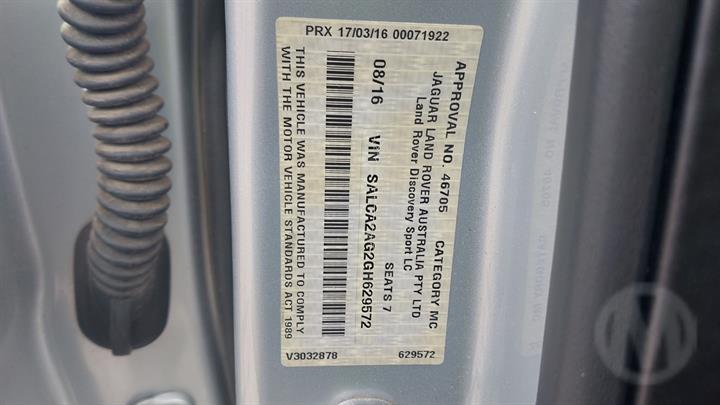 PRX 17/03/16 00071922
APPROVAL NO. 46705 CATEGORY MC
JAGUAR LAND ROVER AUSTRALIA PTY LTD
Land Rover Discovery Sport LC
SEATS 7
08/16 VIN SALCA2AG2GH629572
THIS VEHICLE WAS MANUFACTURED TO COMPLY
WITH THE MOTOR VEHICLE STANDARDS ACT 1989
V3032878 629572
M